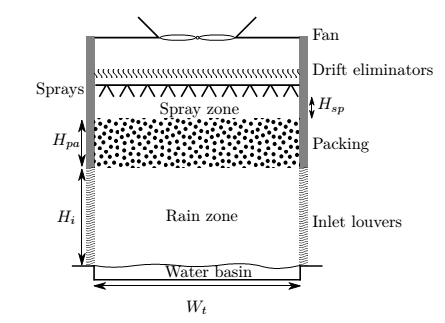 Fan
Drift eliminators
Sprays
Spray zone
H_sp
H_pa
Packing
H_i
Rain zone
Inlet louvers
Water basin
W_t